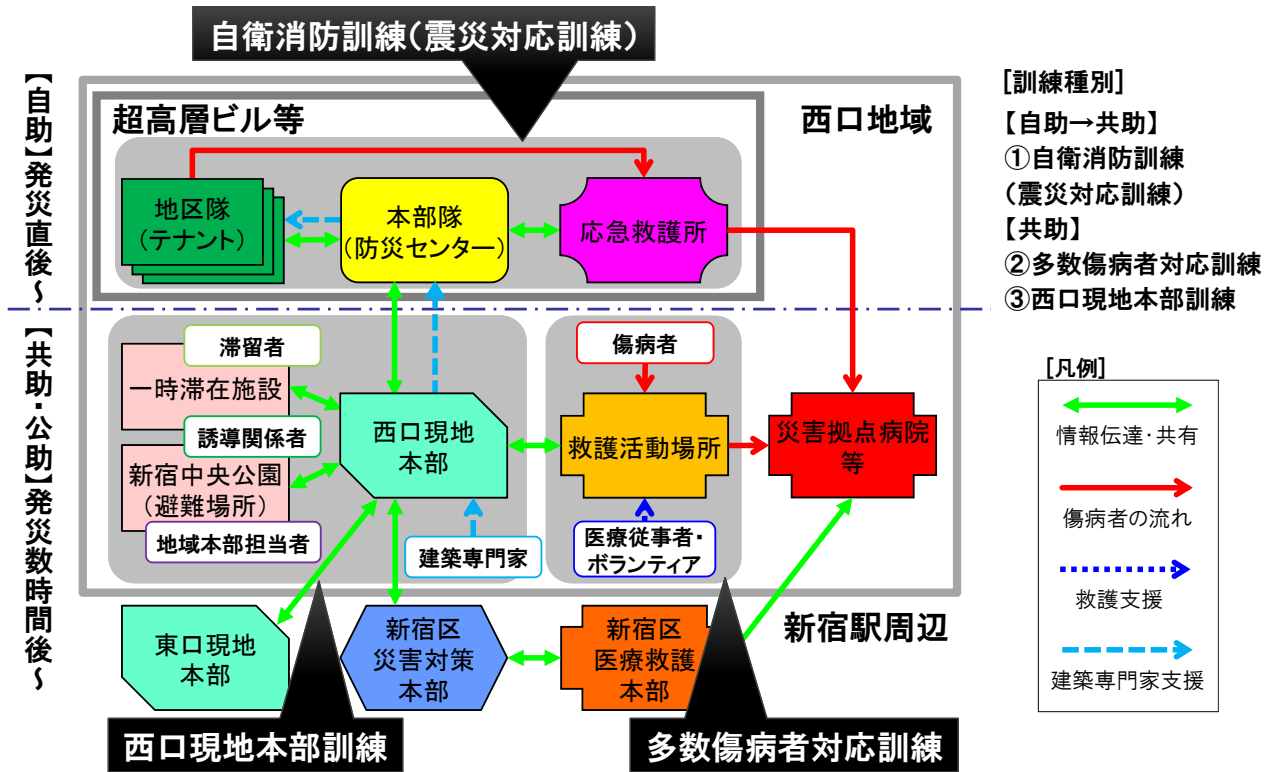 自衛消防訓練(震災対応訓練)
【自助】発災直後~
超高層ビル等
西口地域
地区隊
(テナント)
本部隊
(防災センター)
応急救護所
【共助・公助】発災数時間後~
滞留者
一時滞在施設
誘導関係者
新宿中央公園
(避難場所)
地域本部担当者
西口現地
本部
建築専門家
傷病者
救護活動場所
医療従事者・
ボランティア
災害拠点病院
等
東口現地
本部
新宿区
災害対策
本部
新宿区
医療救護
本部
新宿駅周辺
西口現地本部訓練
多数傷病者対応訓練
[訓練種別]
【自助→共助】
①自衛消防訓練
(震災対応訓練)
【共助】
②多数傷病者対応訓練
③西口現地本部訓練
[凡例]
情報伝達・共有
傷病者の流れ
救護支援
建築専門家支援